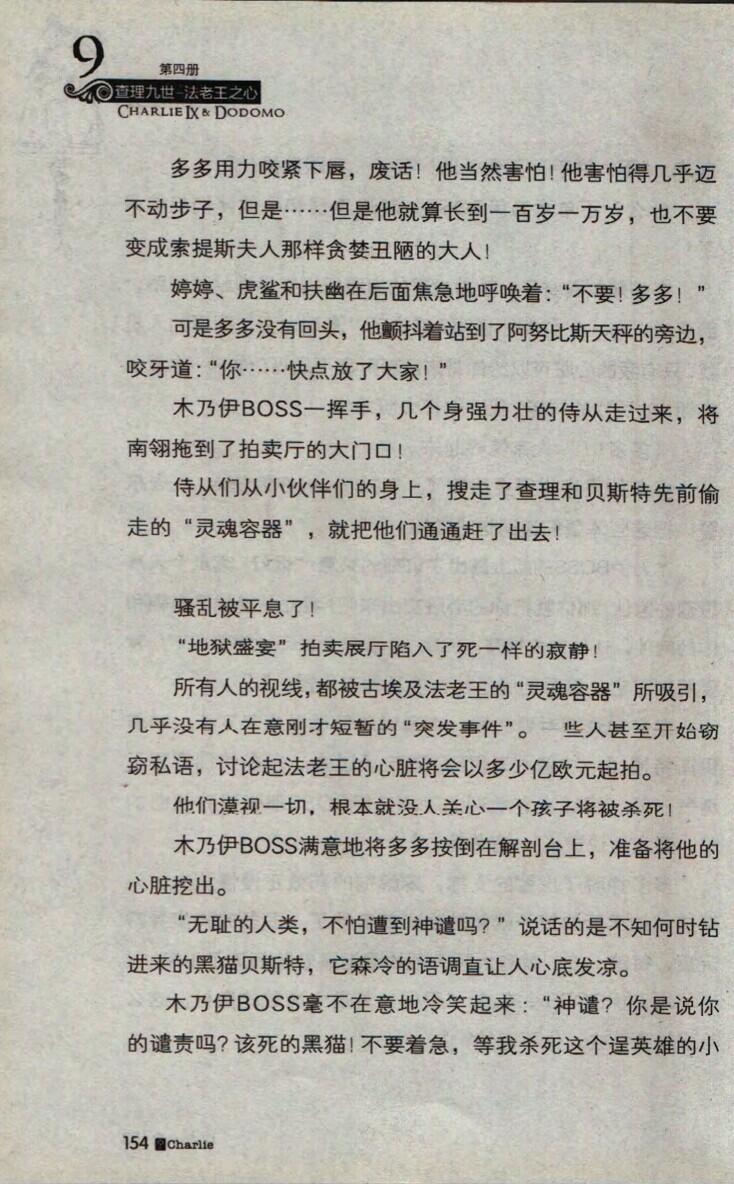 9
第四册
查理九世-法老王之心
CHARLIE IX & DODOMO
多多用力咬紧下唇，废话！他当然害怕！他害怕得几乎迈
不动步子，但是……但是他就算长到一百岁一万岁，也不要
变成索提斯夫人那样贪婪丑陋的大人！
婷婷、虎鲨和扶幽在后面焦急地呼唤着：“不要！多多！”
可是多多没有回头，他颤抖着站到了阿努比斯天秤的旁边，
咬牙道：“你……快点放了大家！”
木乃伊BOSS一挥手，几个身强力壮的侍从走过来，将
南翎拖到了拍卖厅的大门口！
侍从们从小伙伴们的身上，搜走了查理和贝斯特先前偷
走的“灵魂容器”，就把他们通通赶了出去！
骚乱被平息了！
“地狱盛宴”拍卖展厅陷入了死一样的寂静！
所有人的视线，都被古埃及法老王的“灵魂容器”所吸引，
几乎没有人在意刚才短暂的“突发事件”。一些人甚至开始窃
窃私语，讨论起法老王的心脏将会以多少亿欧元起拍。
他们漠视一切，根本就没人关心一个孩子将被杀死！
木乃伊BOSS满意地将多多按倒在解剖台上，准备将他的
心脏挖出。
“无耻的人类，不怕遭到神谴吗？”说话的是不知何时钻
进来的黑猫贝斯特，它森冷的语调直让人心底发凉。
木乃伊BOSS毫不在意地冷笑起来：“神谴？你是说你
的谴责吗？该死的黑猫！不要着急，等我杀死这个逞英雄的小
154 Charlie